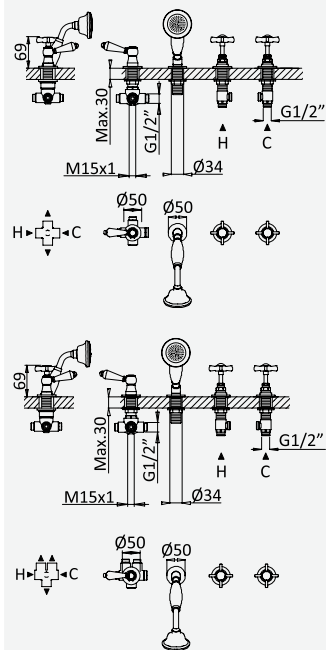 69
Max.30
G1/2”
G1/2”
M15x1
Ø34
H
C
Ø50
Ø50
H
C
69
Max.30
G1/2”
G1/2”
M15x1
Ø34
H
C
Ø50
Ø50
H
C